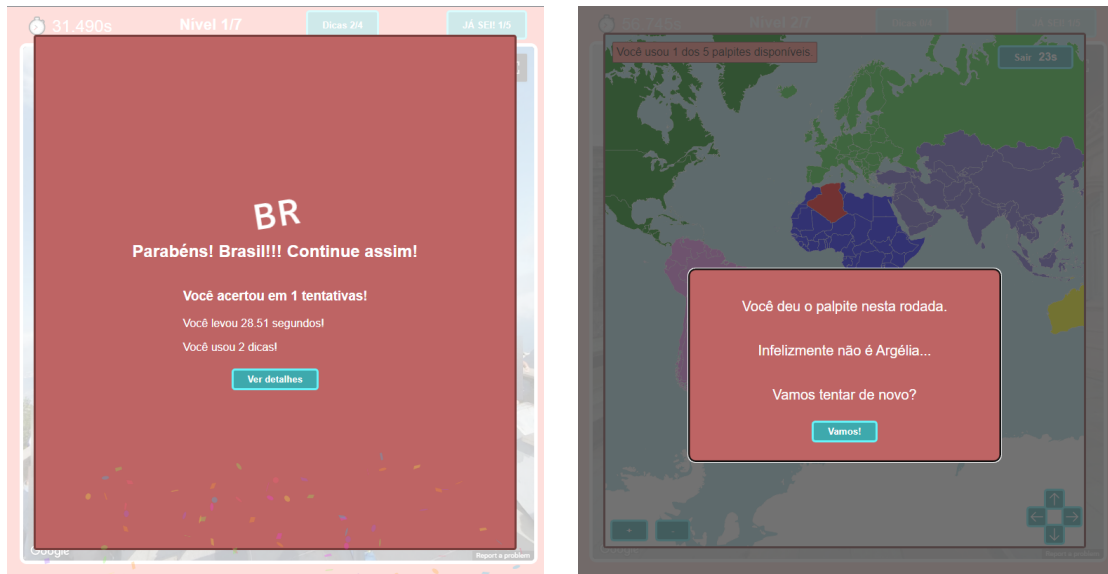 31.490s
Nível 1/7
Dicas 2/4
JÁ SEI! 1/5
BR
Parabéns! Brasil!!! Continue assim!
Você acertou em 1 tentativas!
Você levou 28.51 segundos!
Você usou 2 dicas!
Ver detalhes
Google
Report a problem
56.745s
Nível 2/7
Você usou 1 dos 5 palpites disponíveis.
Sair 23s
Você deu o palpite nesta rodada.
Infelizmente não é Argélia...
Vamos tentar de novo?
Vamos!
Report a problem